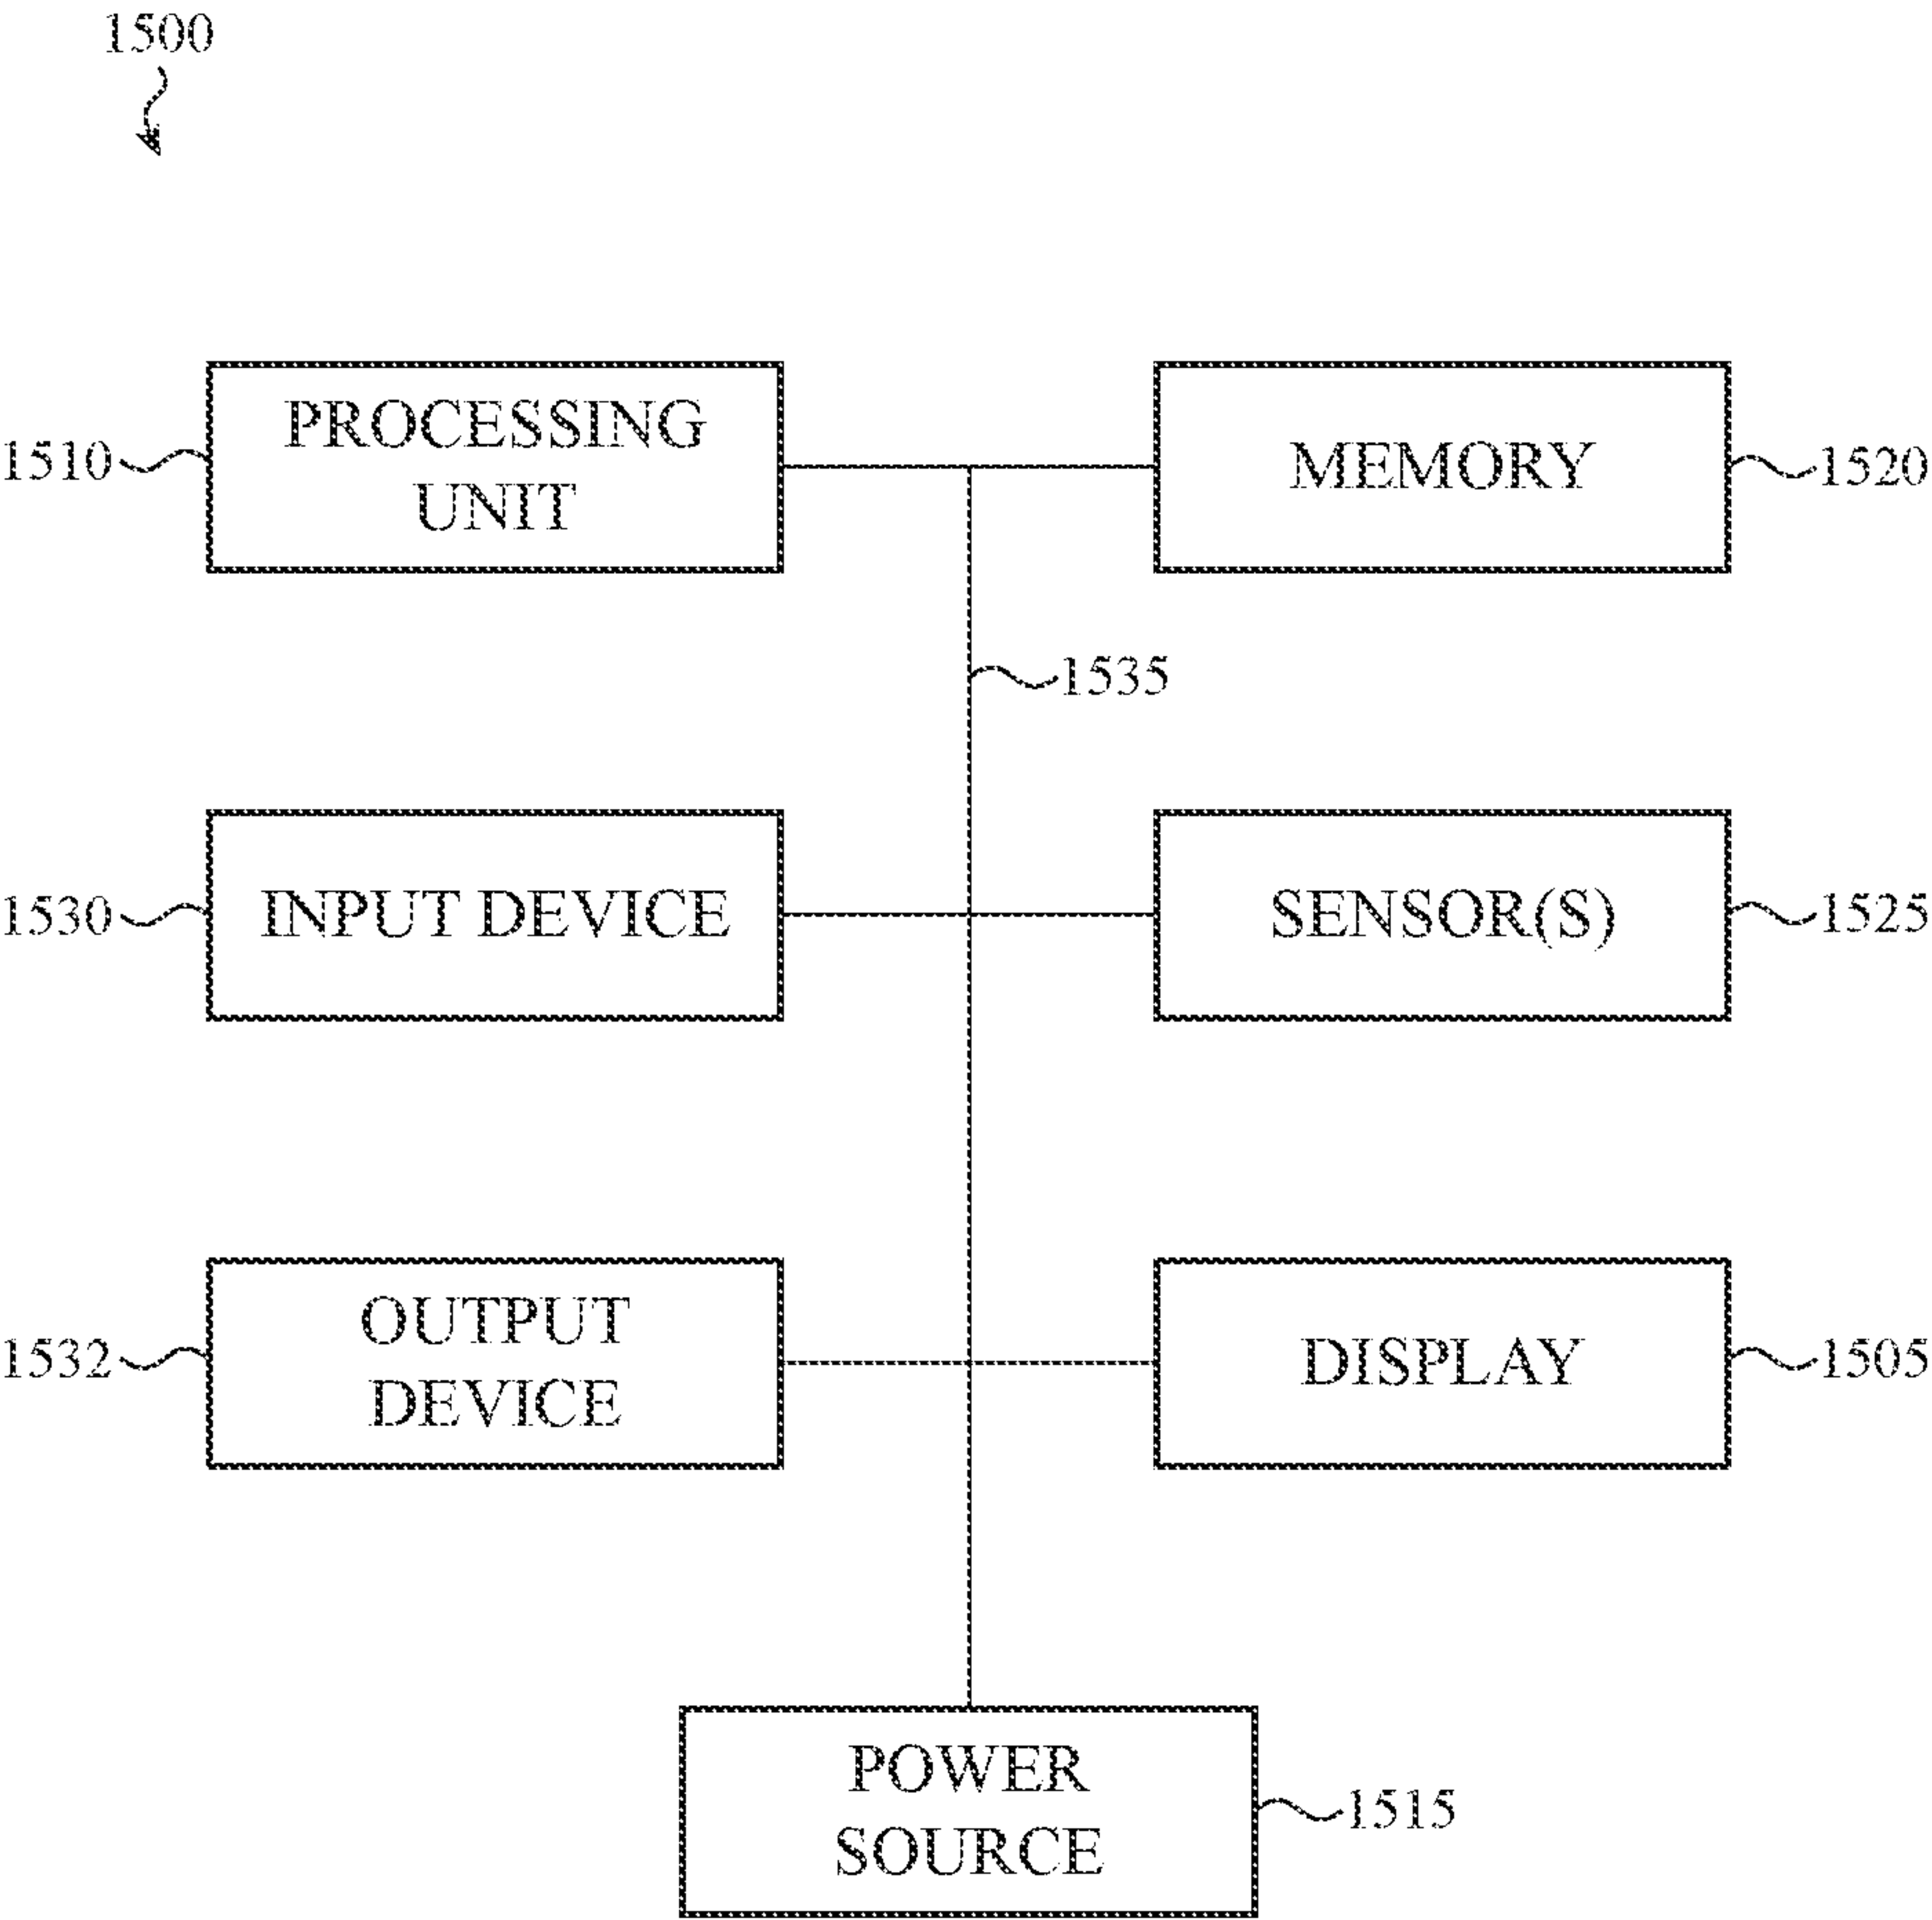 1500
PROCESSING
UNIT
1510
MEMORY
1520
1535
INPUT DEVICE
1530
SENSOR(S)
1525
OUTPUT
DEVICE
1532
DISPLAY
1505
POWER
SOURCE
1515